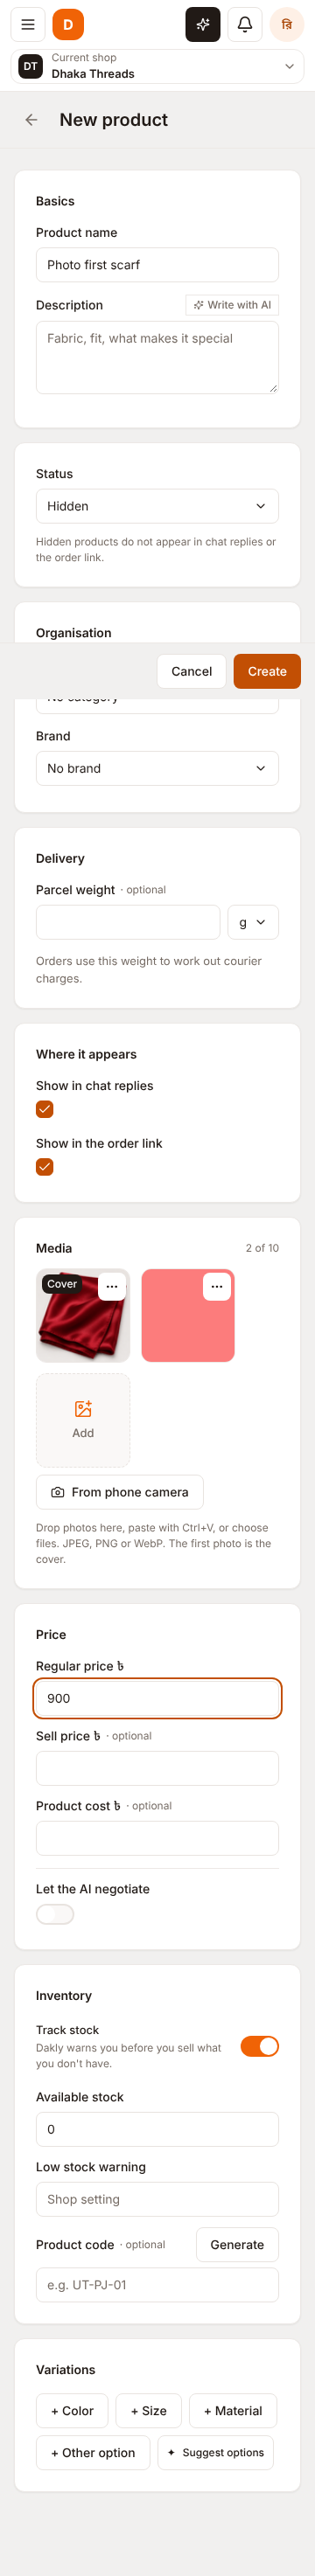 D
রি
DT
Current shop
Dhaka Threads
New product
Basics
Product name
Photo first scarf
Description
Write with AI
Fabric, fit, what makes it special
Status
Hidden
Hidden products do not appear in chat replies or
the order link.
Organisation
Cancel
Create
Brand
No brand
Delivery
Parcel weight · optional
g
Orders use this weight to work out courier
charges.
Where it appears
Show in chat replies
Show in the order link
Media
2 of 10
Cover
Add
From phone camera
Drop photos here, paste with Ctrl+V, or choose
files. JPEG, PNG or WebP. The first photo is the
cover.
Price
Regular price ৳
900
Sell price ৳ · optional
Product cost ৳ · optional
Let the AI negotiate
Inventory
Track stock
Dakly warns you before you sell what
you don't have.
Available stock
0
Low stock warning
Shop setting
Product code · optional
Generate
e.g. UT-PJ-01
Variations
+ Color
+ Size
+ Material
+ Other option
Suggest options